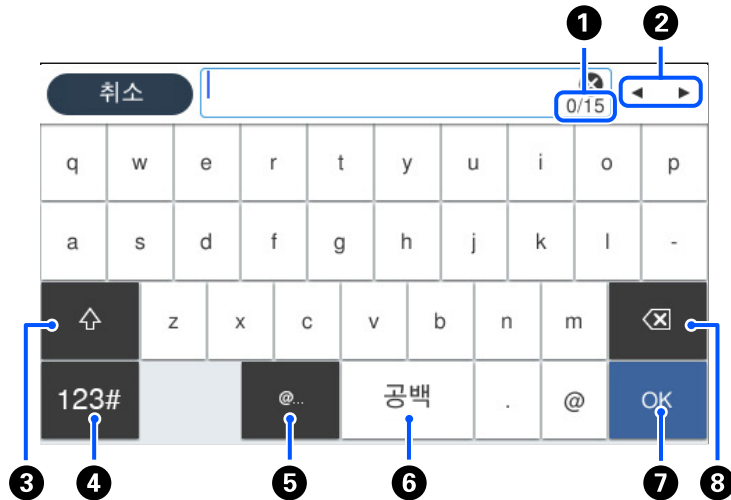 1 2
취소 0/15
q w e r t y u i o p
a s d f g h j k l -
z x c v b n m
123# @... 공백 . @ OK
3 4 5 6 7 8